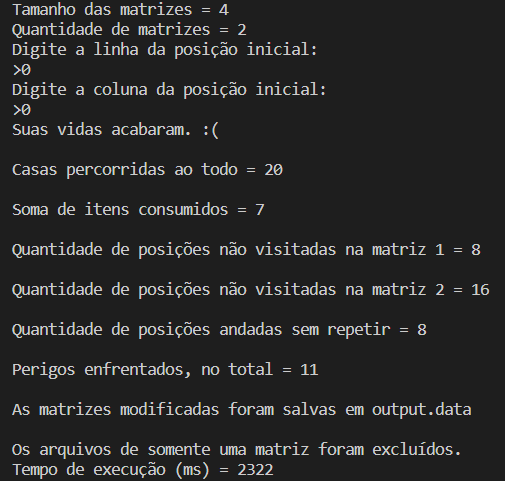 Tamanho das matrizes = 4
Quantidade de matrizes = 2
Digite a linha da posição inicial:
>0
Digite a coluna da posição inicial:
>0
Suas vidas acabaram. :(
Casas percorridas ao todo = 20
Soma de itens consumidos = 7
Quantidade de posições não visitadas na matriz 1 = 8
Quantidade de posições não visitadas na matriz 2 = 16
Quantidade de posições andadas sem repetir = 8
Perigos enfrentados, no total = 11
As matrizes modificadas foram salvas em output.data
Os arquivos de somente uma matriz foram excluídos.
Tempo de execução (ms) = 2322